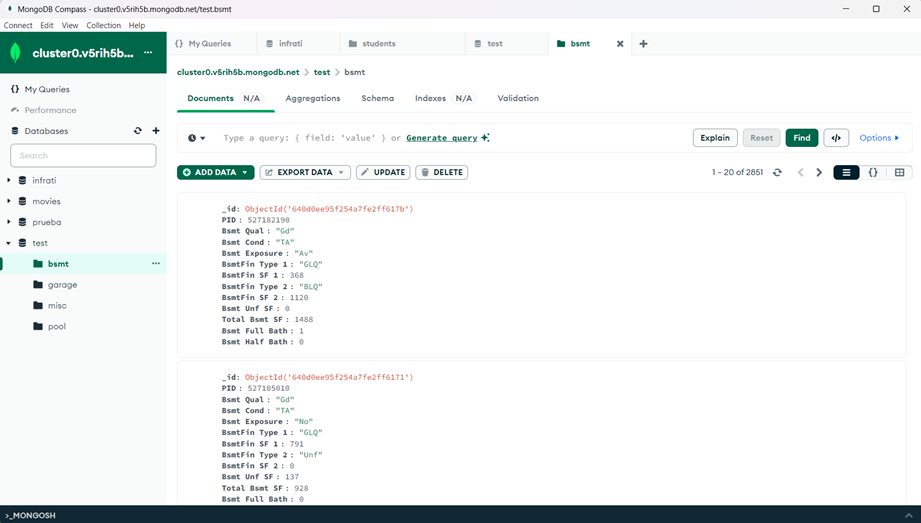 MongoDB Compass - cluster0.v5rih5b.mongodb.net/test.bsmt
Connect Edit View Collection Help
cluster0.v5rih5b... ...
{} My Queries
Performance
Databases
Search
infrati
movies
prueba
test
bsmt ...
garage
misc
pool
{} My Queries infrati students test bsmt
cluster0.v5rih5b.mongodb.net > test > bsmt
Documents N/A Aggregations Schema Indexes N/A Validation
Type a query: { field: 'value' } or Generate query
Explain Reset Find </> Options
ADD DATA EXPORT DATA UPDATE DELETE 1 – 20 of 2851 {}
_id: ObjectId('640d0ee95f254a7fe2ff617b')
PID : 527182190
Bsmt Qual : "Gd"
Bsmt Cond : "TA"
Bsmt Exposure : "Av"
BsmtFin Type 1 : "GLQ"
BsmtFin SF 1 : 368
BsmtFin Type 2 : "BLQ"
BsmtFin SF 2 : 1120
Bsmt Unf SF : 0
Total Bsmt SF : 1488
Bsmt Full Bath : 1
Bsmt Half Bath : 0
_id: ObjectId('640d0ee95f254a7fe2ff6171')
PID : 527105010
Bsmt Qual : "Gd"
Bsmt Cond : "TA"
Bsmt Exposure : "No"
BsmtFin Type 1 : "GLQ"
BsmtFin SF 1 : 791
BsmtFin Type 2 : "Unf"
BsmtFin SF 2 : 0
Bsmt Unf SF : 137
Total Bsmt SF : 928
Bsmt Full Bath : 0
>_MONGOSH